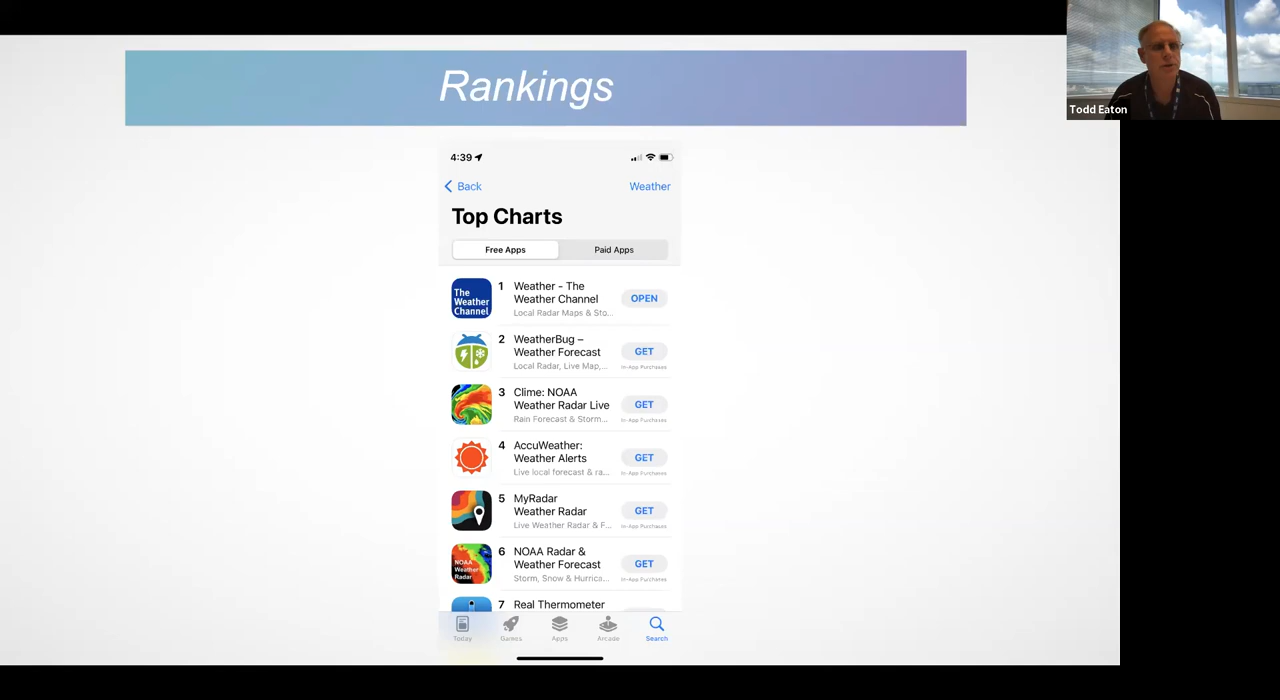 Rankings
Todd Eaton
4:39
Back
Weather
Top Charts
Free Apps
Paid Apps
The
Weather
Channel
1
Weather - The
Weather Channel
Local Radar Maps & Sto...
OPEN
2
WeatherBug –
Weather Forecast
Local Radar, Live Map,...
GET
In-App Purchases
3
Clime: NOAA
Weather Radar Live
Rain Forecast & Storm...
GET
In-App Purchases
4
AccuWeather:
Weather Alerts
Live local forecast & ra...
GET
In-App Purchases
5
MyRadar
Weather Radar
Live Weather Radar & F...
GET
In-App Purchases
NOAA
Weather
Radar
6
NOAA Radar &
Weather Forecast
Storm, Snow & Hurrica...
GET
In-App Purchases
7
Real Thermometer
Today
Games
Apps
Arcade
Search